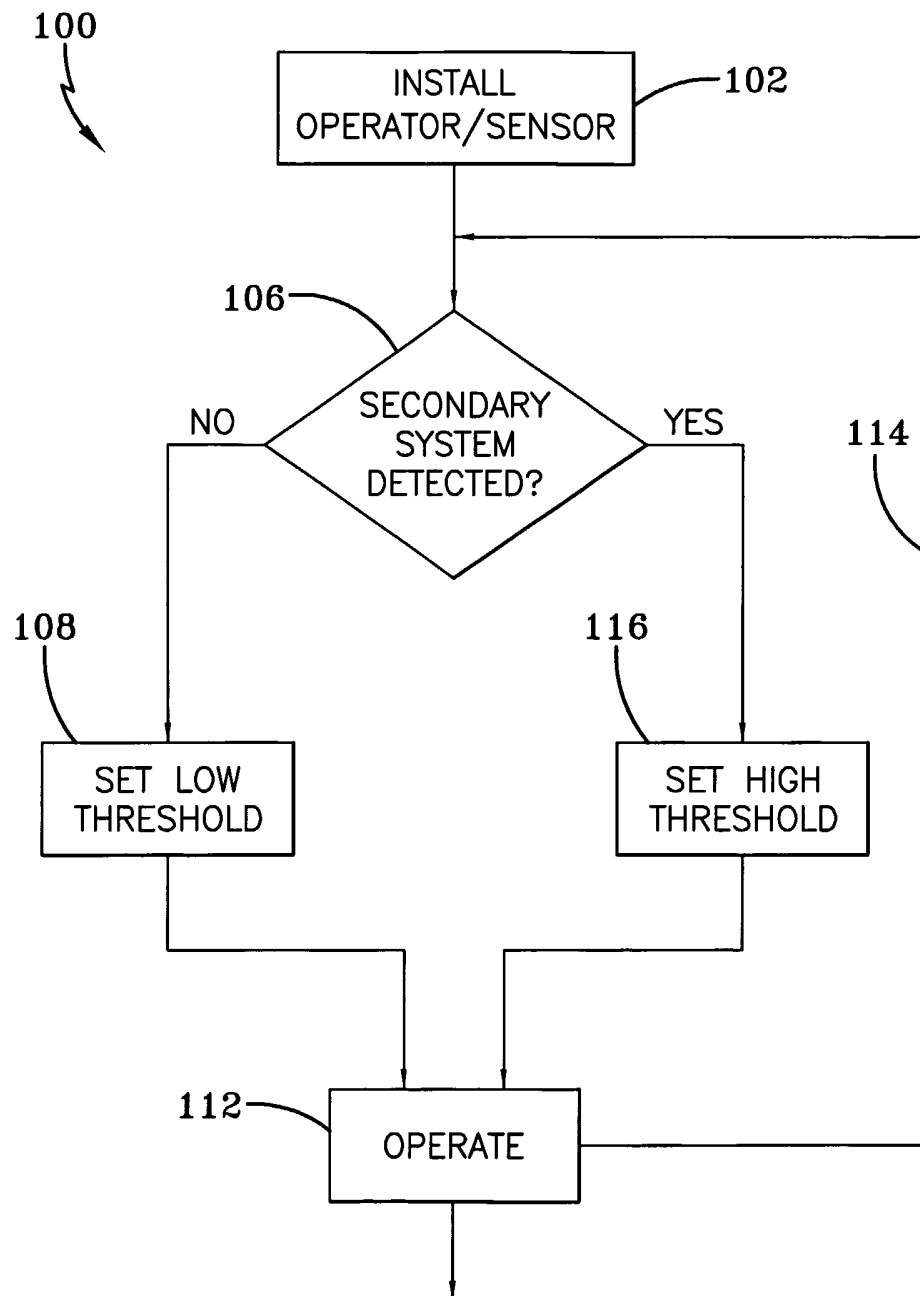 100
INSTALL
OPERATOR/SENSOR
102
106
SECONDARY
SYSTEM
DETECTED?
NO
YES
114
108
116
SET LOW
THRESHOLD
SET HIGH
THRESHOLD
112
OPERATE